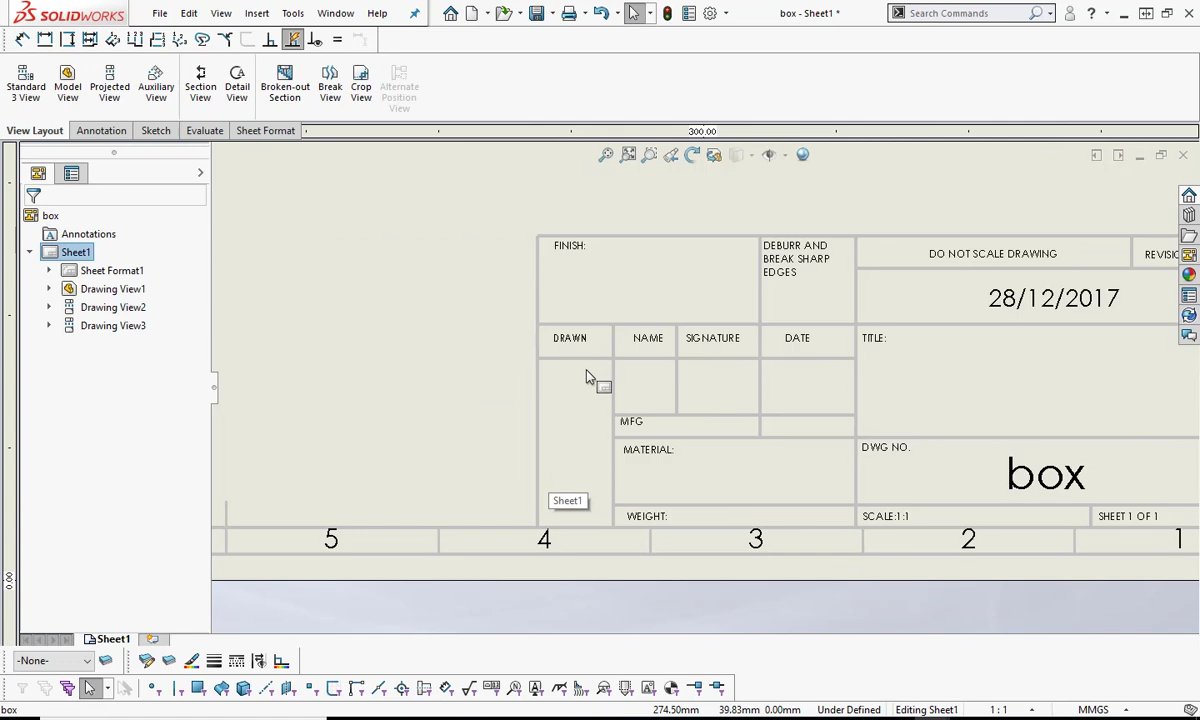 SOLIDWORKS
File Edit View Insert Tools Window Help
box - Sheet1 *
Search Commands
?
Standard 3 View
Model View
Projected View
Auxiliary View
Section View
Detail View
Broken-out Section
Break View
Crop View
Alternate Position View
View Layout Annotation Sketch Evaluate Sheet Format
300.00
box
Annotations
Sheet1
Sheet Format1
Drawing View1
Drawing View2
Drawing View3
FINISH:
DEBURR AND
BREAK SHARP
EDGES
DO NOT SCALE DRAWING
28/12/2017
DRAWN NAME SIGNATURE DATE TITLE:
MFG
MATERIAL:
DWG NO.
box
Sheet1
WEIGHT: SCALE:1:1 SHEET 1 OF 1
5 4 3 2 1
0.00
Sheet1
-None-
box 274.50mm 39.83mm 0.00mm Under Defined Editing Sheet1 1 : 1 MMGS